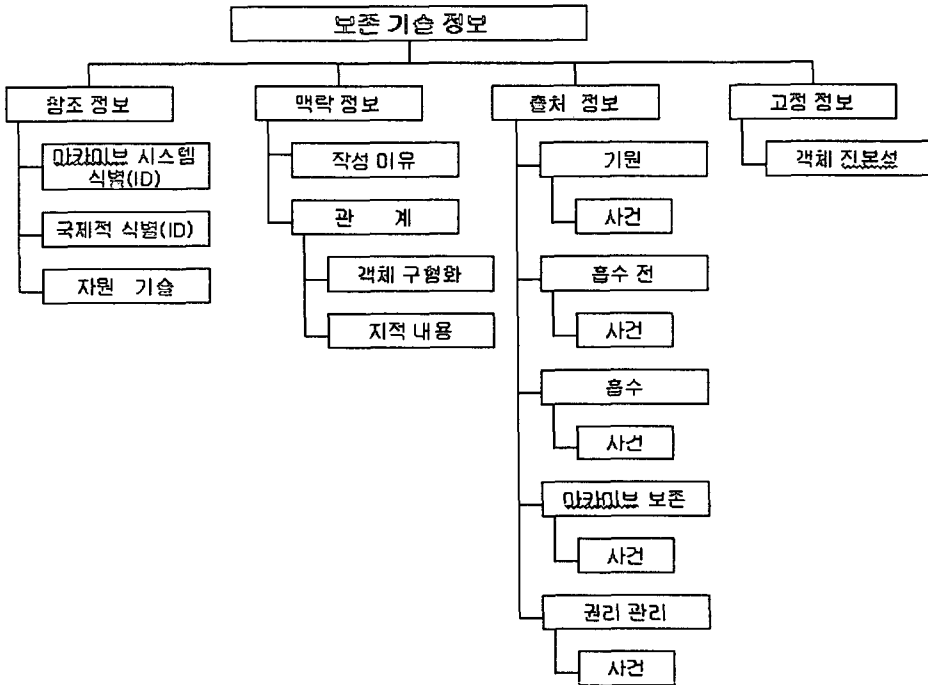 보존 기술 정보
참조 정보
맥락 정보
출처 정보
고정 정보
아카이브 시스템
식별(ID)
국제적 식별(ID)
자원 기술
작성 이유
관 계
객체 구형화
지적 내용
기원
사건
흡수 전
사건
흡수
사건
아카이브 보존
사건
권리 관리
사건
객체 진본성